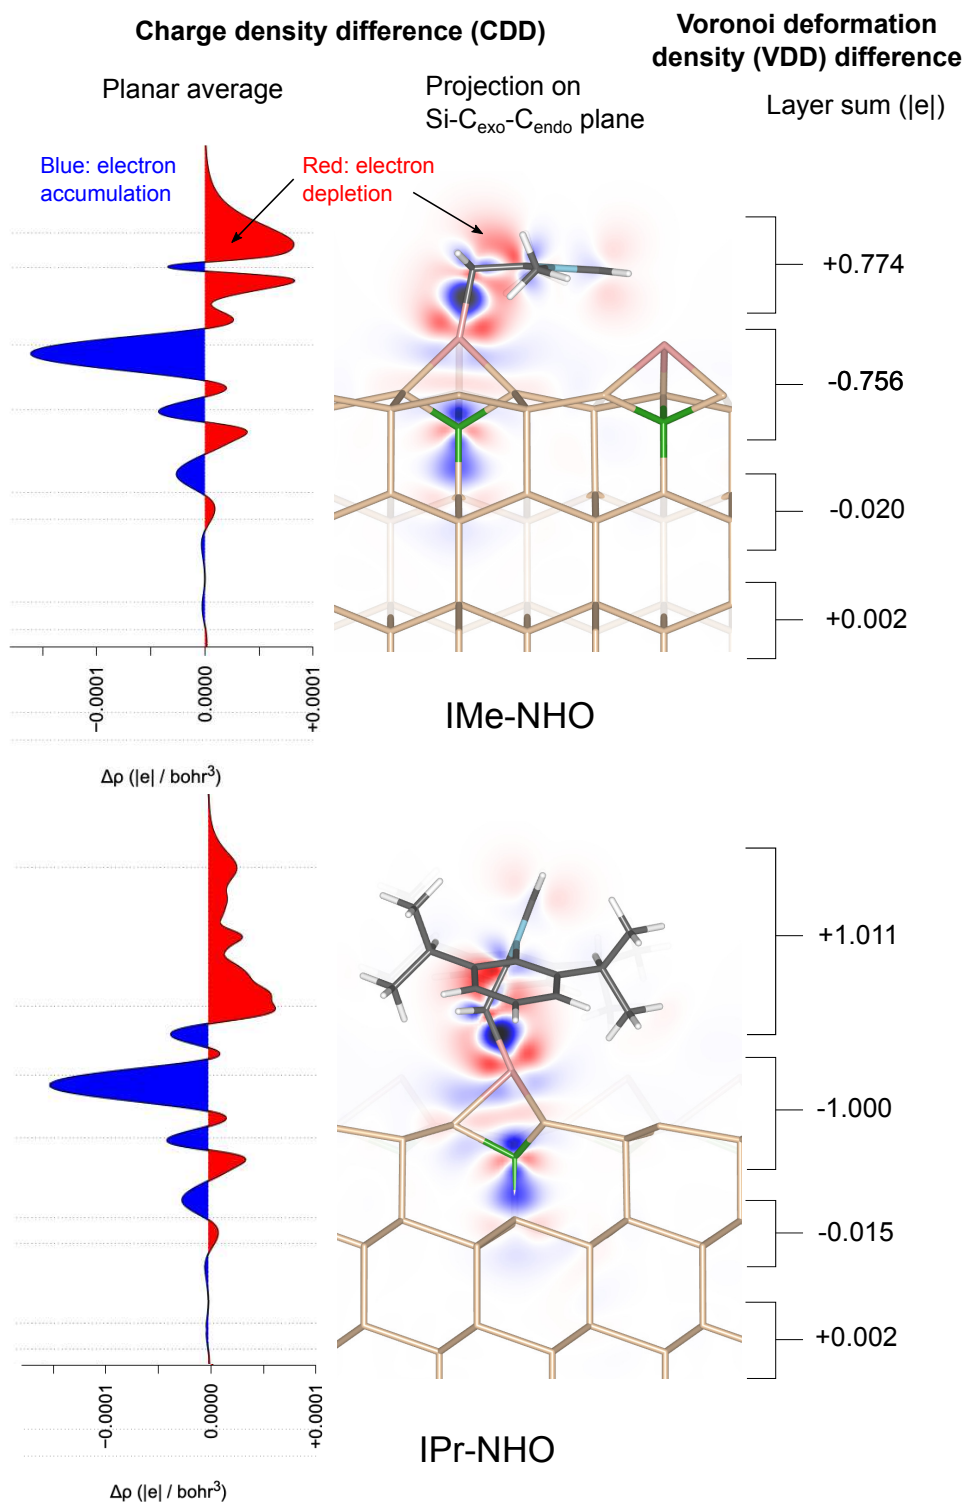 Charge density difference (CDD)
Voronoi deformation
density (VDD) difference
Planar average
Projection on
Si-Cexo-Cendo plane
Layer sum (|e|)
Blue: electron
accumulation
Red: electron
depletion
+0.774
-0.756
-0.020
+0.002
−0.0001
0.0000
+0.0001
Δρ (|e| / bohr³)
IMe-NHO
+1.011
-1.000
-0.015
+0.002
−0.0001
0.0000
+0.0001
Δρ (|e| / bohr³)
IPr-NHO